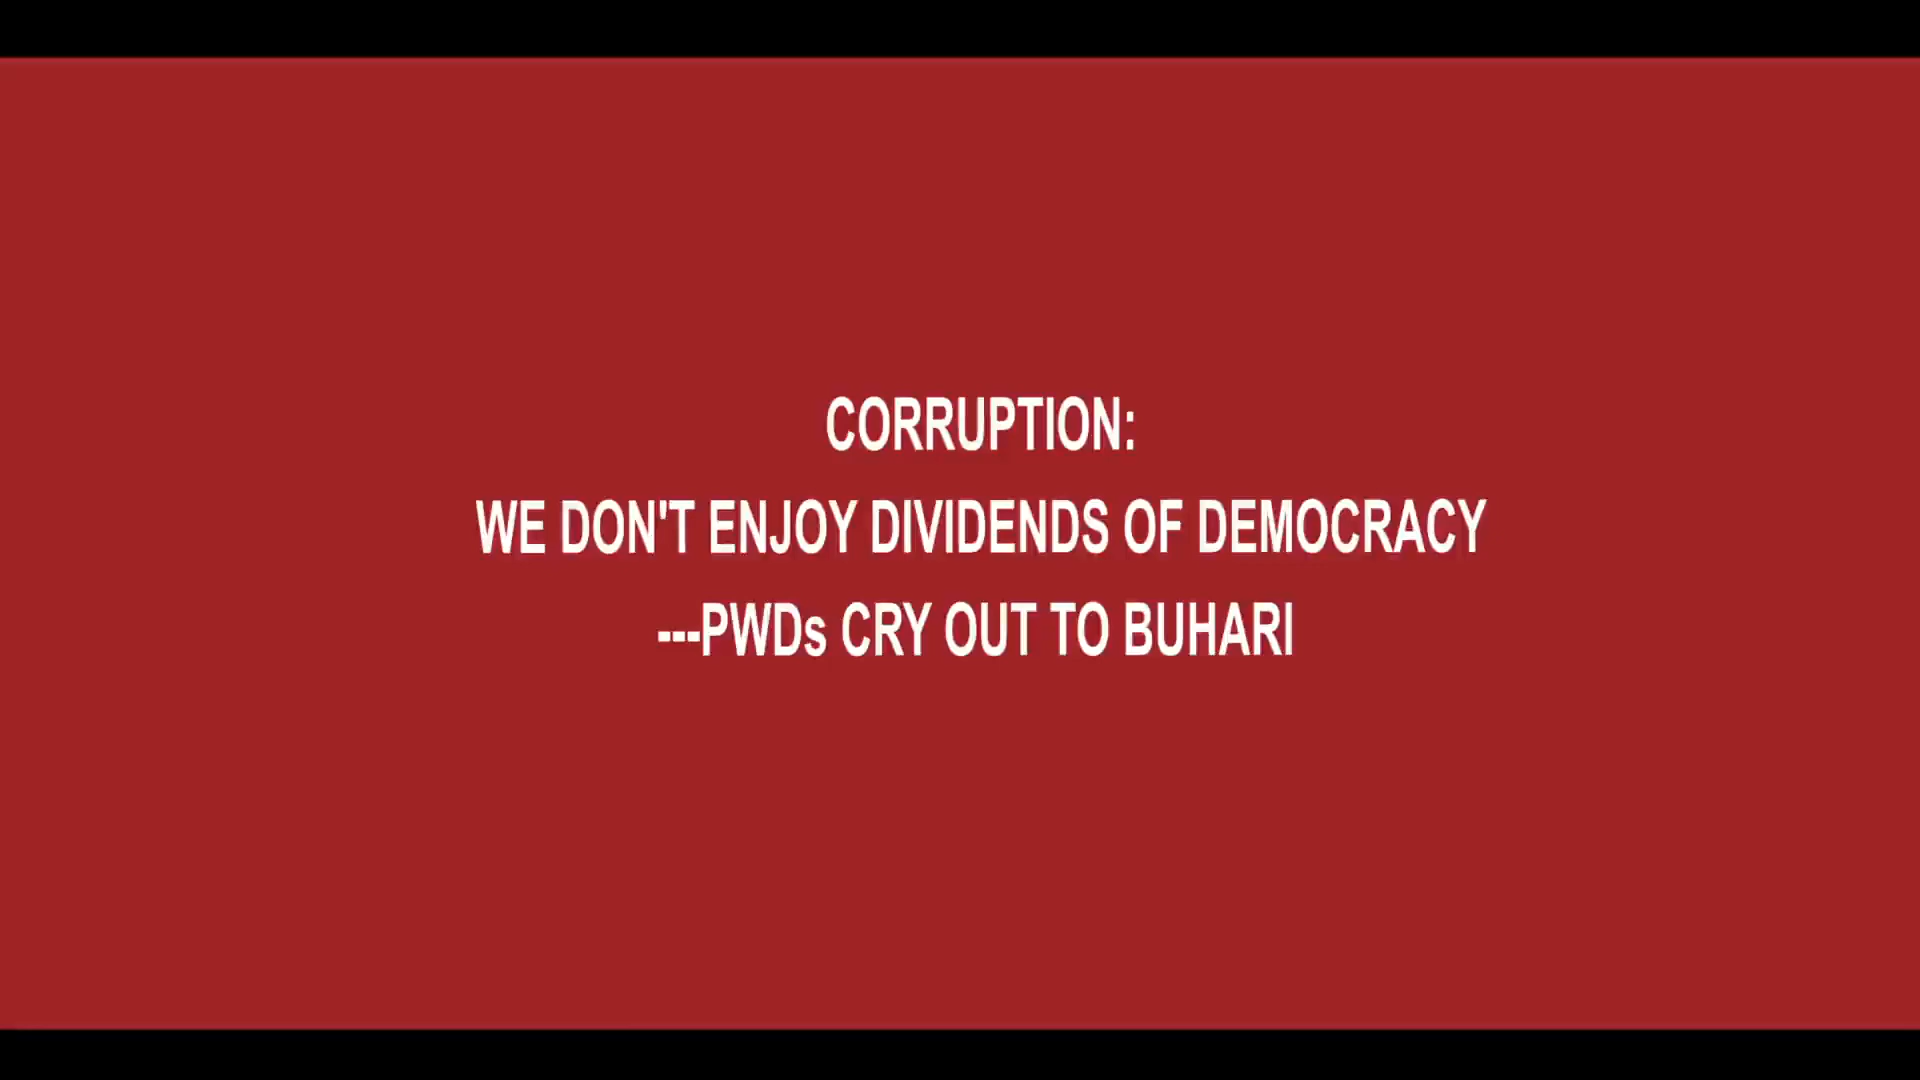 CORRUPTION:
WE DON'T ENJOY DIVIDENDS OF DEMOCRACY
---PWDs CRY OUT TO BUHARI